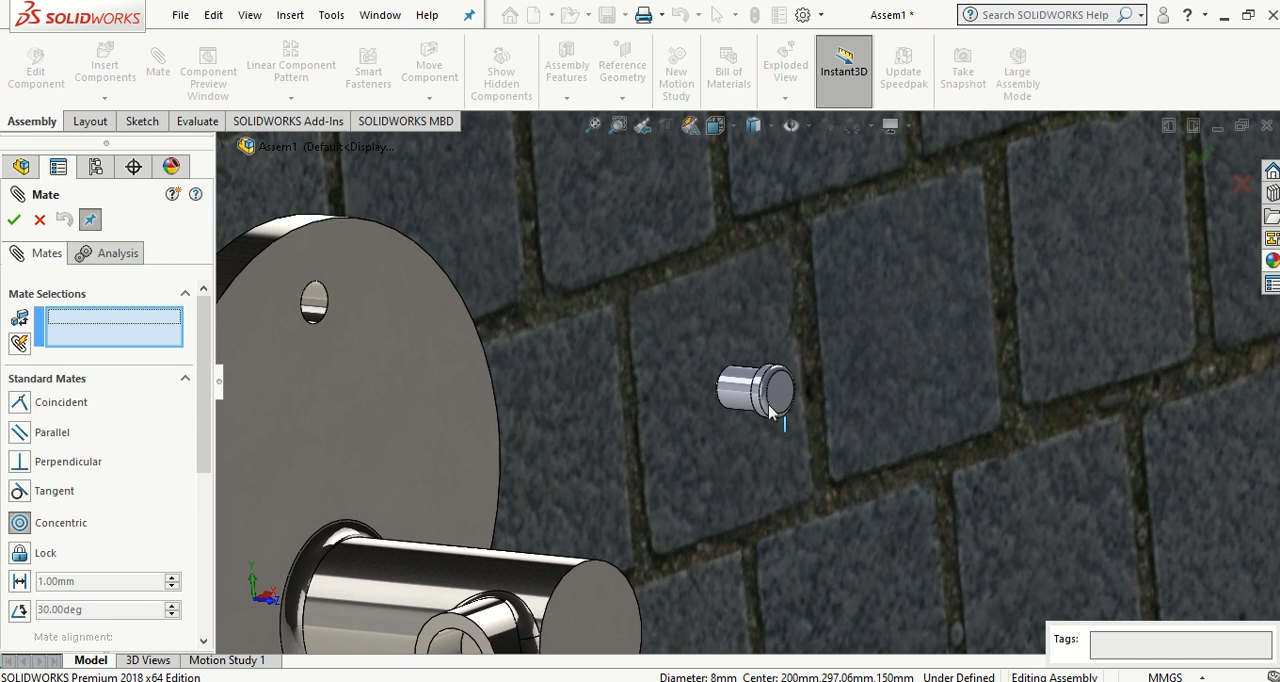 SOLIDWORKS
File Edit View Insert Tools Window Help
Assem1 *
Search SOLIDWORKS Help
?
Edit Component
Insert Components
Mate
Component Preview Window
Linear Component Pattern
Smart Fasteners
Move Component
Show Hidden Components
Assembly Features
Reference Geometry
New Motion Study
Bill of Materials
Exploded View
Instant3D
Update Speedpak
Take Snapshot
Large Assembly Mode
Assembly Layout Sketch Evaluate SOLIDWORKS Add-Ins SOLIDWORKS MBD
Assem1 (Default<Display...
Mate
Mates Analysis
Mate Selections
Standard Mates
Coincident
Parallel
Perpendicular
Tangent
Concentric
Lock
1.00mm
30.00deg
Mate alignment:
Y
X
Z
Tags:
Model 3D Views Motion Study 1
SOLIDWORKS Premium 2018 x64 Edition
Diameter: 8mm Center: 200mm,297.06mm,150mm Under Defined Editing Assembly MMGS